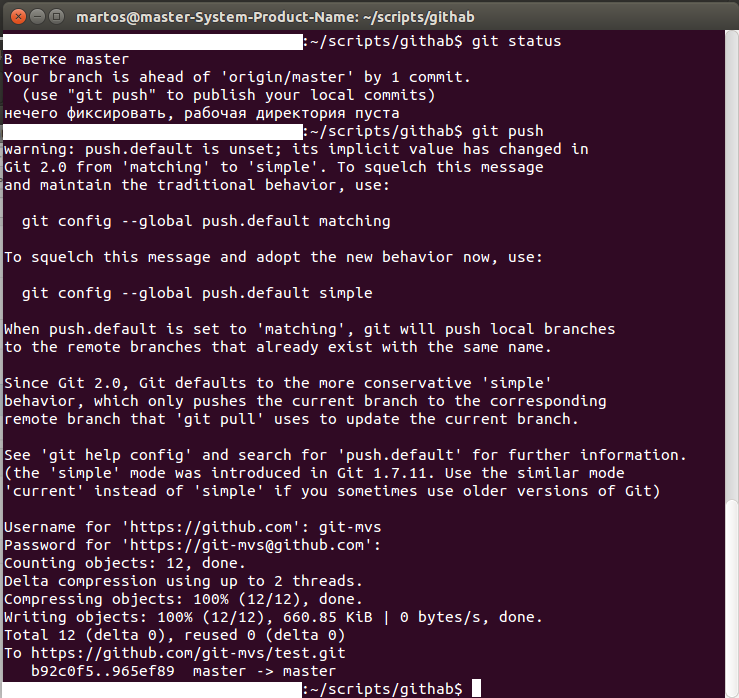 martos@master-System-Product-Name: ~/scripts/githab
:~/scripts/githab$ git status
В ветке master
Your branch is ahead of 'origin/master' by 1 commit.
(use "git push" to publish your local commits)
нечего фиксировать, рабочая директория пуста
:~/scripts/githab$ git push
warning: push.default is unset; its implicit value has changed in
Git 2.0 from 'matching' to 'simple'. To squelch this message
and maintain the traditional behavior, use:
git config --global push.default matching
To squelch this message and adopt the new behavior now, use:
git config --global push.default simple
When push.default is set to 'matching', git will push local branches
to the remote branches that already exist with the same name.
Since Git 2.0, Git defaults to the more conservative 'simple'
behavior, which only pushes the current branch to the corresponding
remote branch that 'git pull' uses to update the current branch.
See 'git help config' and search for 'push.default' for further information.
(the 'simple' mode was introduced in Git 1.7.11. Use the similar mode
'current' instead of 'simple' if you sometimes use older versions of Git)
Username for 'https://github.com': git-mvs
Password for 'https://git-mvs@github.com':
Counting objects: 12, done.
Delta compression using up to 2 threads.
Compressing objects: 100% (12/12), done.
Writing objects: 100% (12/12), 660.85 KiB | 0 bytes/s, done.
Total 12 (delta 0), reused 0 (delta 0)
To https://github.com/git-mvs/test.git
b92c0f5..965ef89  master -> master
:~/scripts/githab$